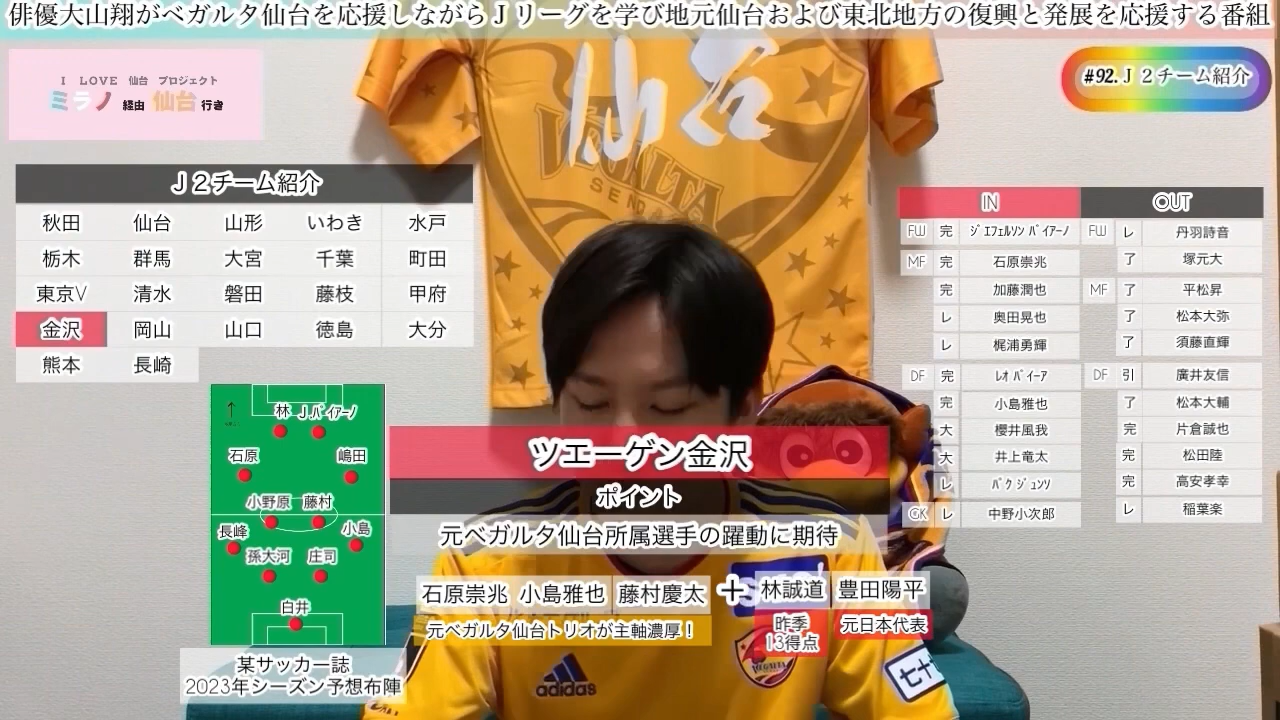 俳優大山翔がベガルタ仙台を応援しながらＪリーグを学び地元仙台および東北地方の復興と発展を応援する番組
I LOVE 仙台 プロジェクト
ミラノ 経由 仙台 行き
#92.Ｊ２チーム紹介
仙台
VEGALTA
SENDAI
Ｊ２チーム紹介
秋田 仙台 山形 いわき 水戸
栃木 群馬 大宮 千葉 町田
東京V 清水 磐田 藤枝 甲府
金沢 岡山 山口 徳島 大分
熊本 長崎
IN
FW 完 ジエフェルソン バイアーノ
MF 完 石原崇兆
完 加藤潤也
レ 奥田晃也
レ 梶浦勇輝
DF 完 レオ バイーア
完 小島雅也
大 櫻井風我
大 井上竜太
レ パクジュンソ
GK レ 中野小次郎
OUT
FW レ 丹羽詩音
了 塚元大
MF 了 平松昇
了 松本大弥
了 須藤直輝
DF 引 廣井友信
了 松本大輔
完 片倉誠也
完 松田陸
完 高安孝幸
レ 稲葉楽
林 Ｊバイアーノ
石原 嶋田
小野原 藤村
長峰 小島
孫大河 庄司
白井
某サッカー誌
2023年シーズン予想布陣
ツエーゲン金沢
ポイント
元ベガルタ仙台所属選手の躍動に期待
石原崇兆 小島雅也 藤村慶太 ＋ 林誠道 豊田陽平
元ベガルタ仙台トリオが主軸濃厚！
昨季
13得点
元日本代表
adidas
VEGALTA
七十七